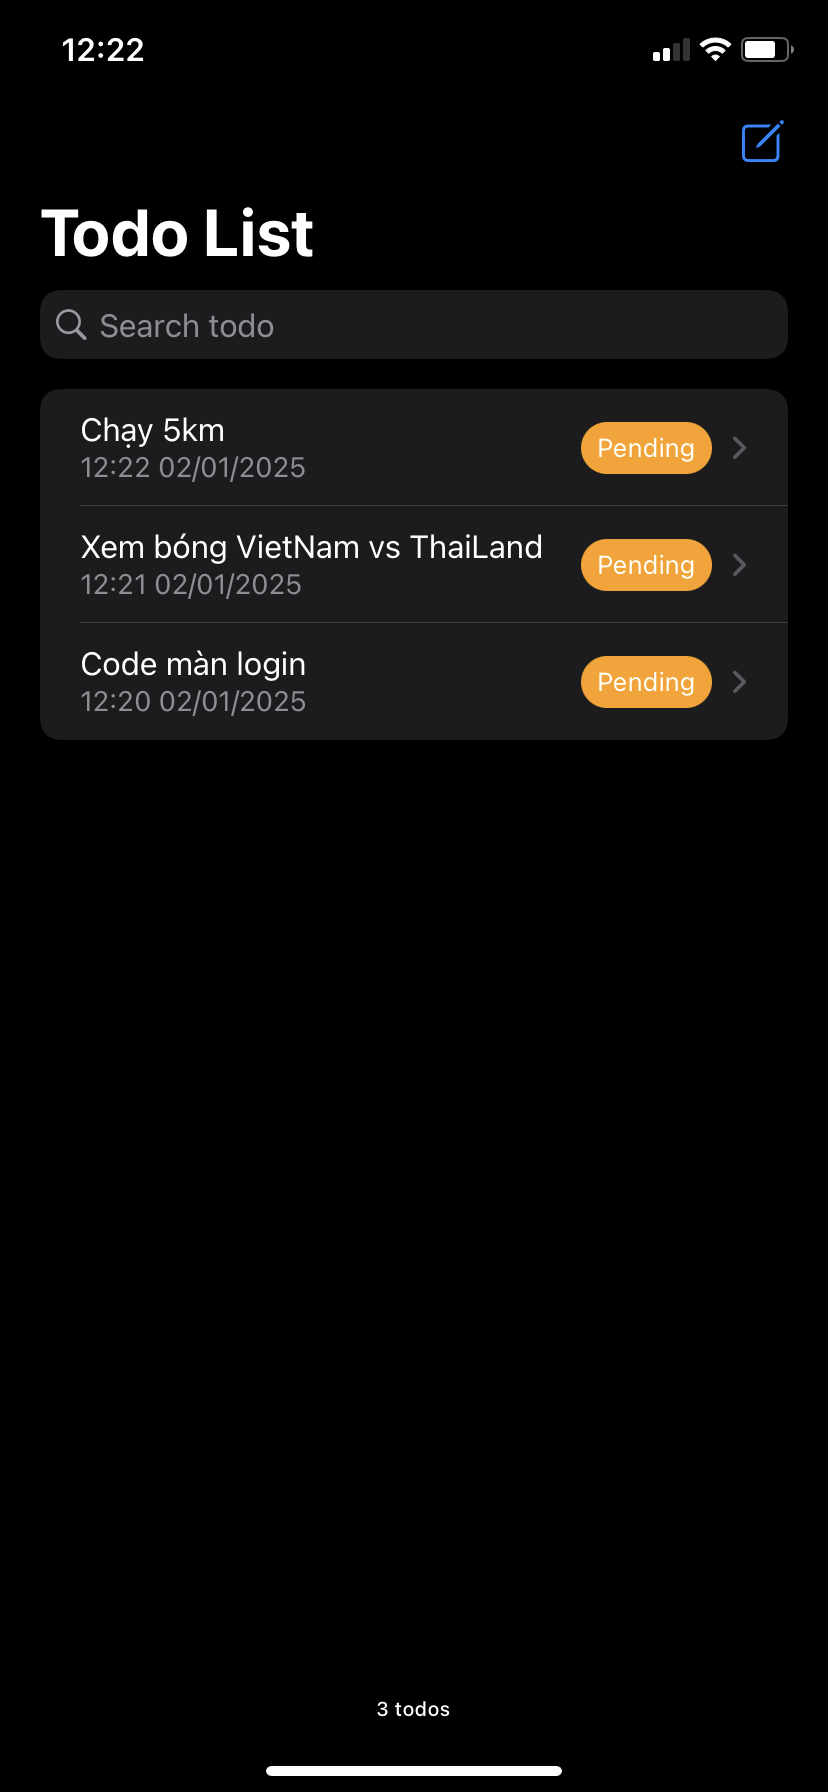 12:22
Todo List
Search todo
Chạy 5km
12:22 02/01/2025
Pending
Xem bóng VietNam vs ThaiLand
12:21 02/01/2025
Pending
Code màn login
12:20 02/01/2025
Pending
3 todos